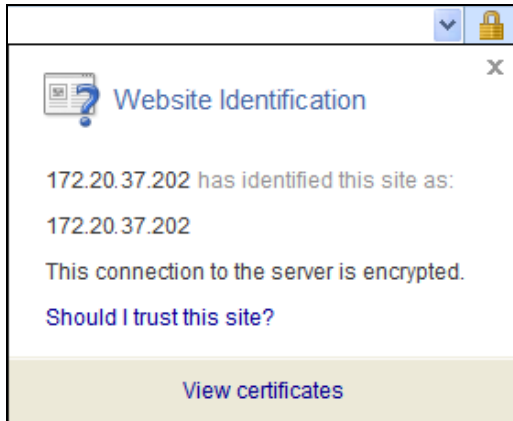 x
Website Identification
172.20.37.202 has identified this site as:
172.20.37.202
This connection to the server is encrypted.
Should I trust this site?
View certificates